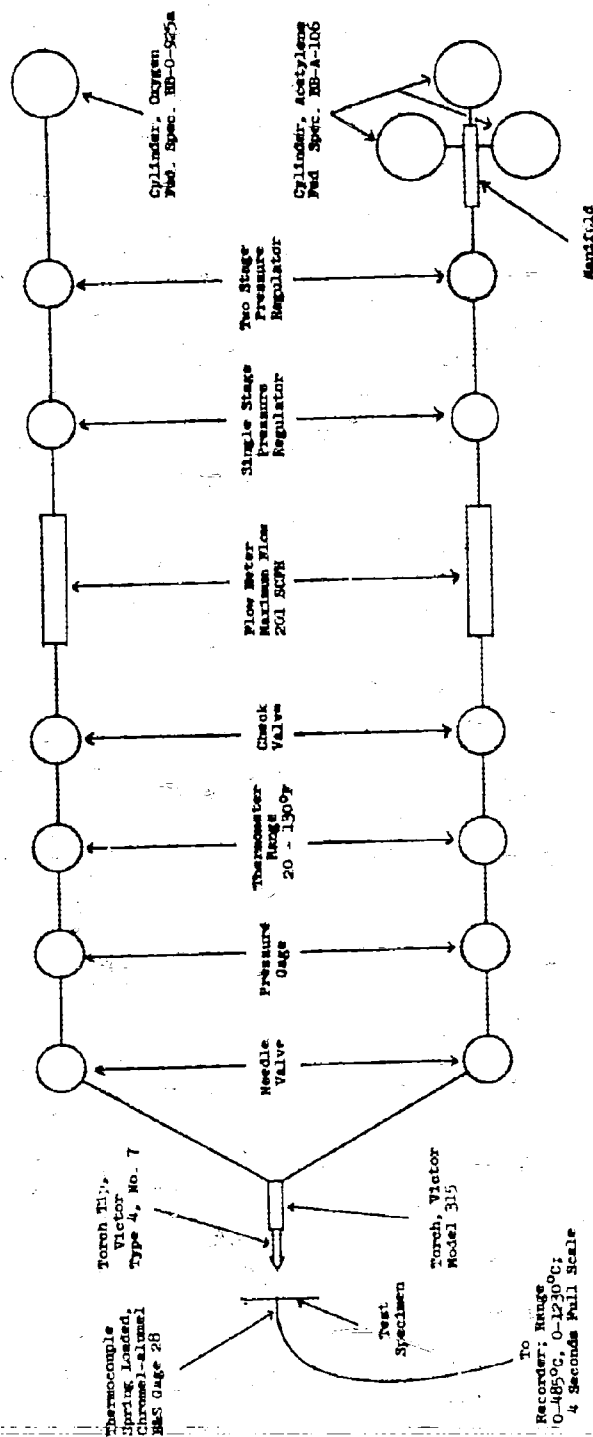 Thermocouple
Spring Loaded,
Chromel-alumel
B&S Gage 28
Torch Tip,
Victor
Type 4, No. 7
Test
Specimen
Torch, Victor
Model 315
To
Recorder; Range
0-485°C, 0-1230°C;
4 Seconds Full Scale
Needle
Valve
Pressure
Gage
Thermometer
Range
20 - 130°F
Check
Valve
Flow Meter
Maximum Flow
201 SCFH
Single Stage
Pressure
Regulator
Two Stage
Pressure
Regulator
Cylinder, Oxygen
Fed. Spec. BB-O-925a
Cylinder, Acetylene
Fed Spec. BB-A-106
Manifold